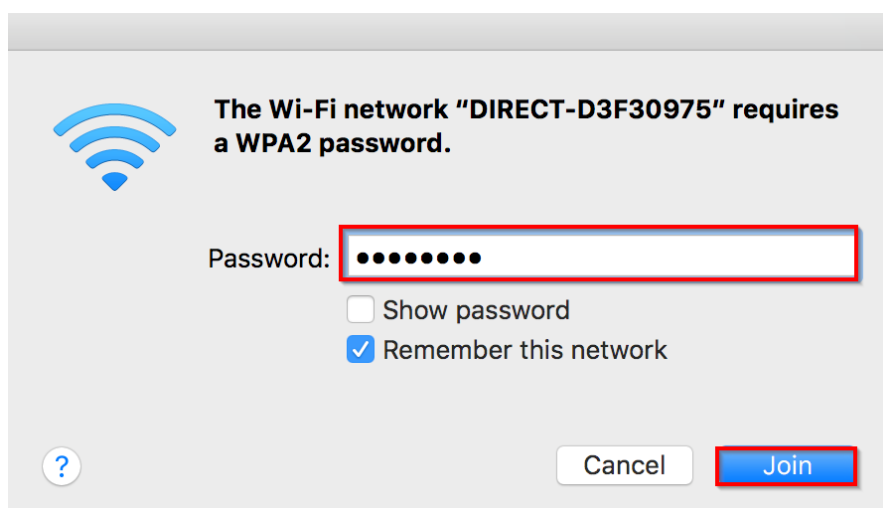 The Wi-Fi network “DIRECT-D3F30975” requires
a WPA2 password.
Password: ••••••••
Show password
Remember this network
? Cancel Join